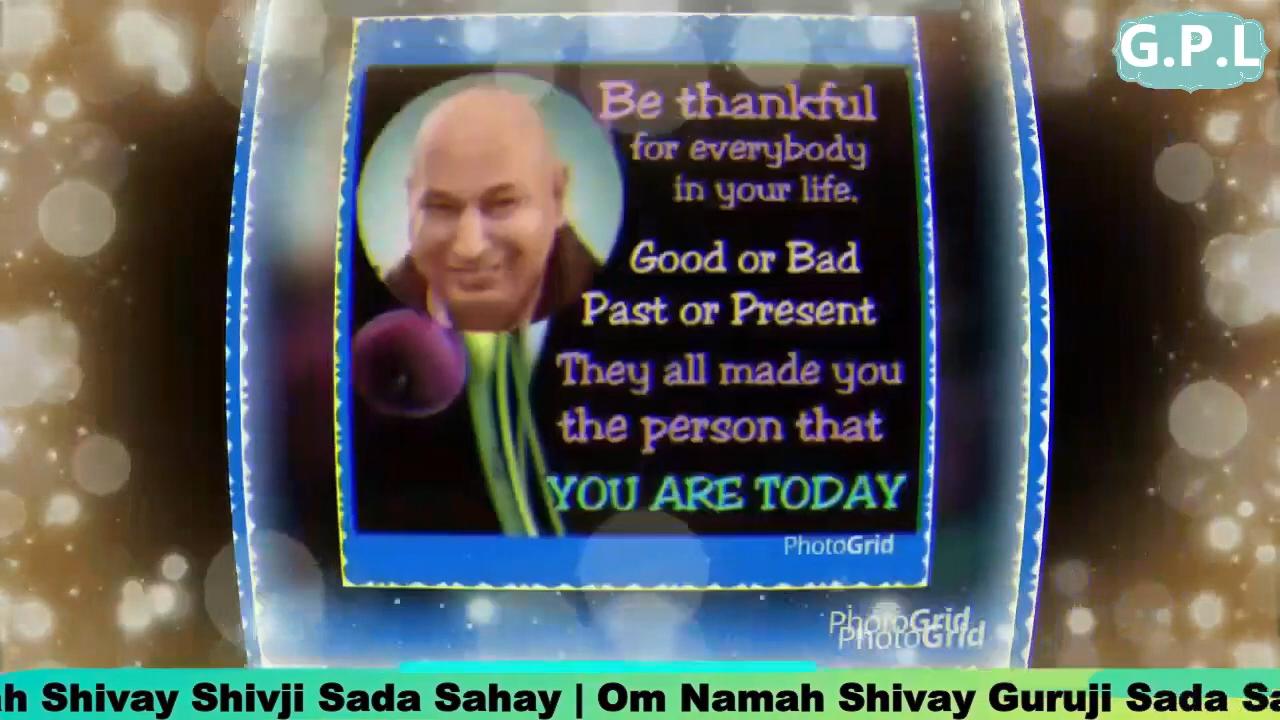 G.P.L
Be thankful
for everybody
in your life.
Good or Bad
Past or Present
They all made you
the person that
YOU ARE TODAY
PhotoGrid
PhotoGrid
PhotoGrid
Shivay Shivji Sada Sahay | Om Namah Shivay Guruji Sada